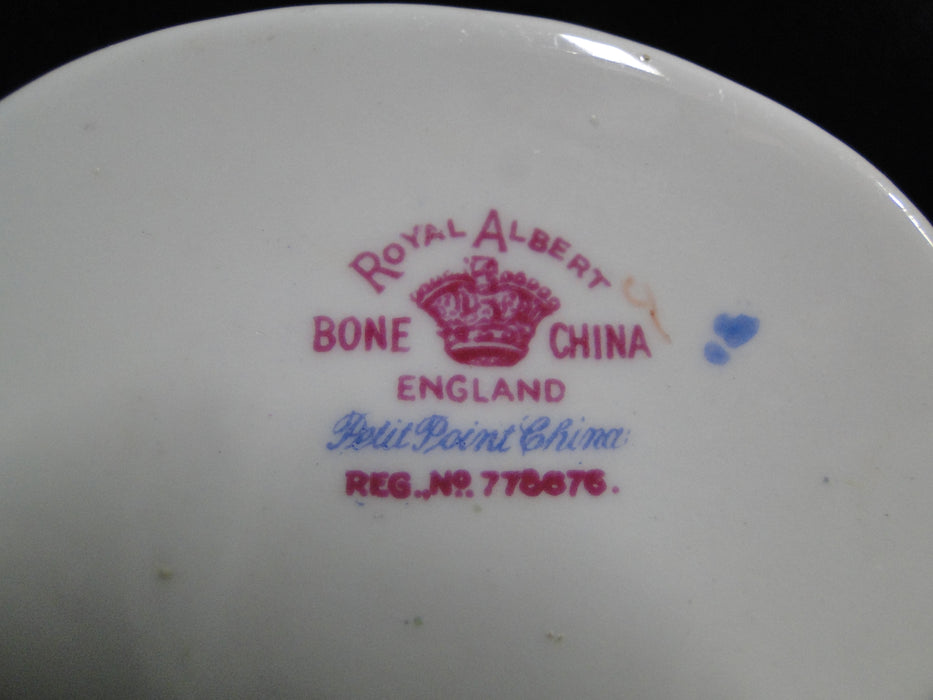 ROYAL ALBERT
BONE CHINA
ENGLAND
Petit Point China
REG. No. 778676.